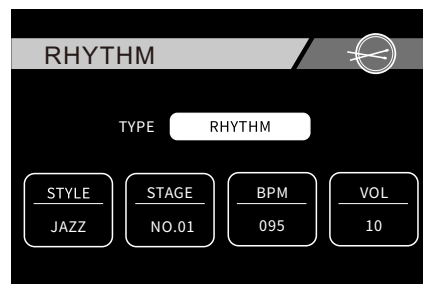 RHYTHM
TYPE RHYTHM
STYLE STAGE BPM VOL
JAZZ NO.01 095 10